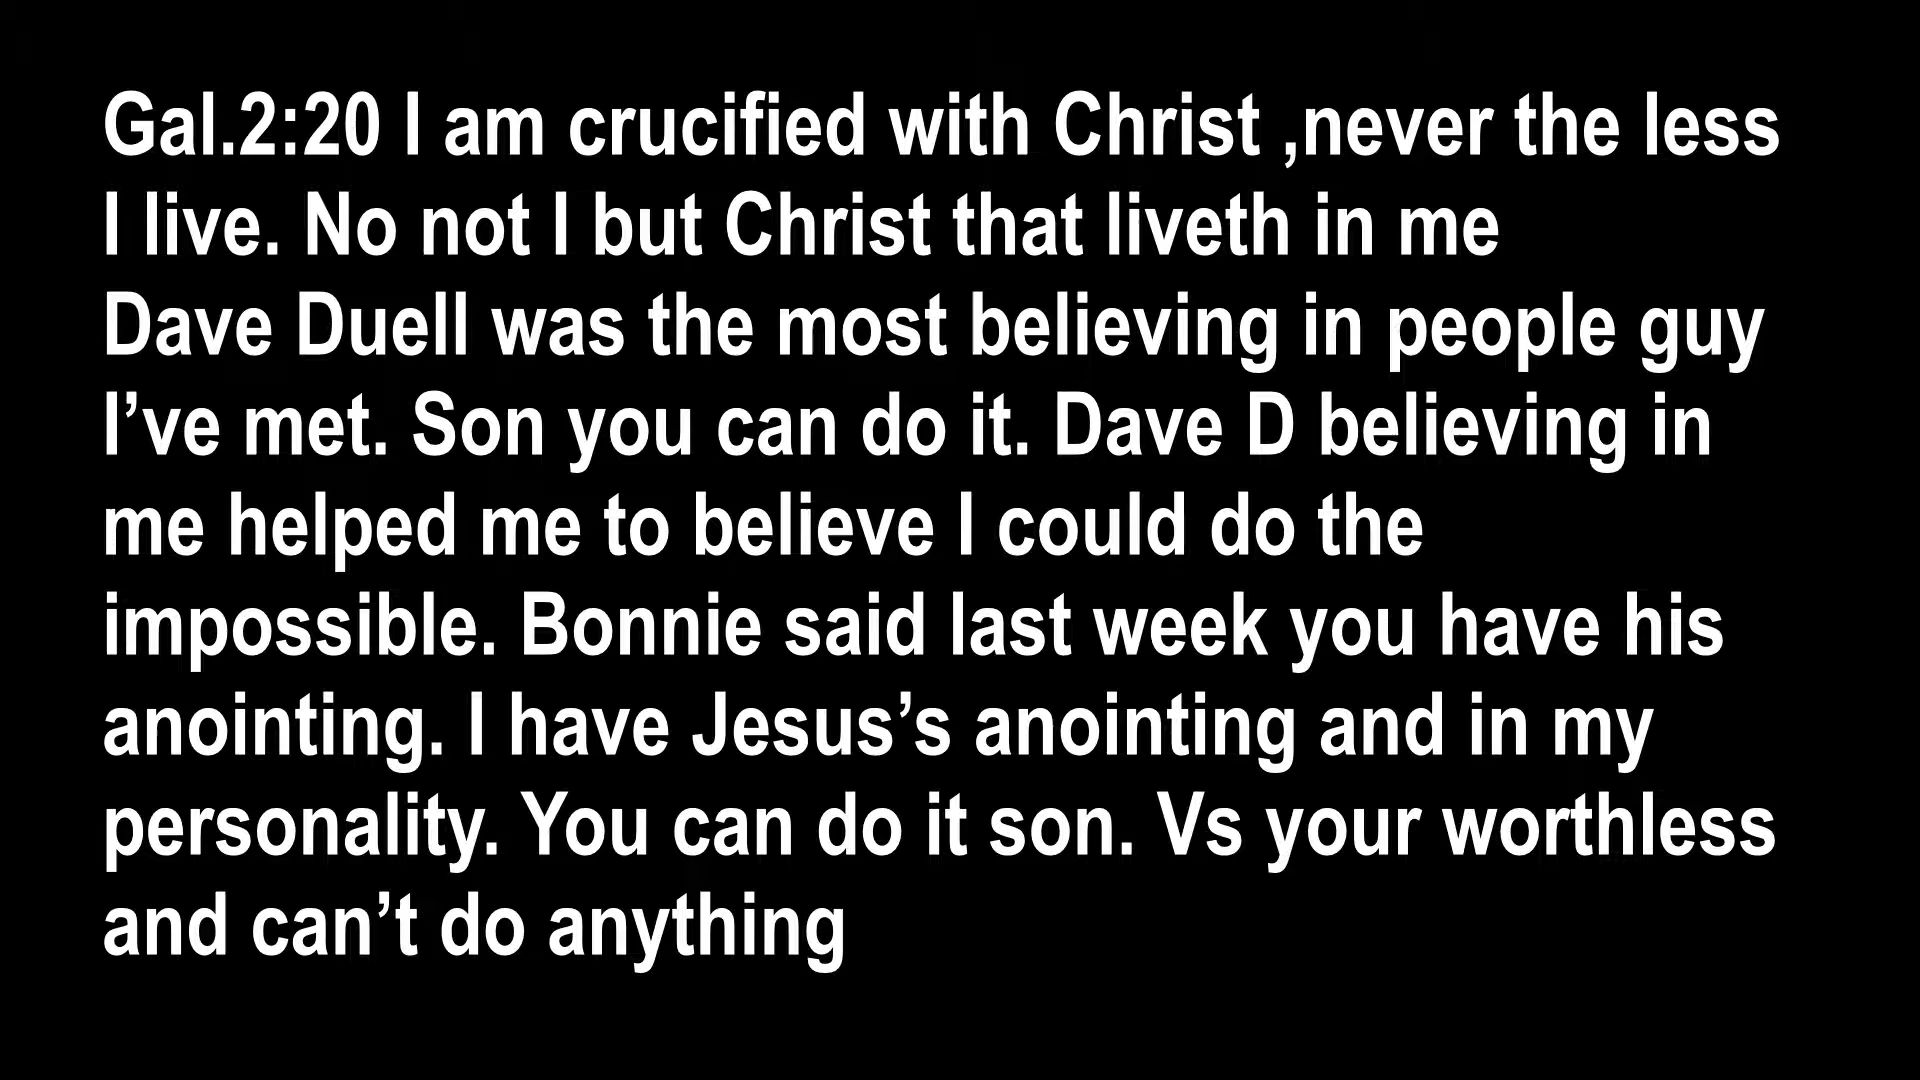 Gal.2:20 I am crucified with Christ ,never the less
I live. No not I but Christ that liveth in me
Dave Duell was the most believing in people guy
I’ve met. Son you can do it. Dave D believing in
me helped me to believe I could do the
impossible. Bonnie said last week you have his
anointing. I have Jesus’s anointing and in my
personality. You can do it son. Vs your worthless
and can’t do anything